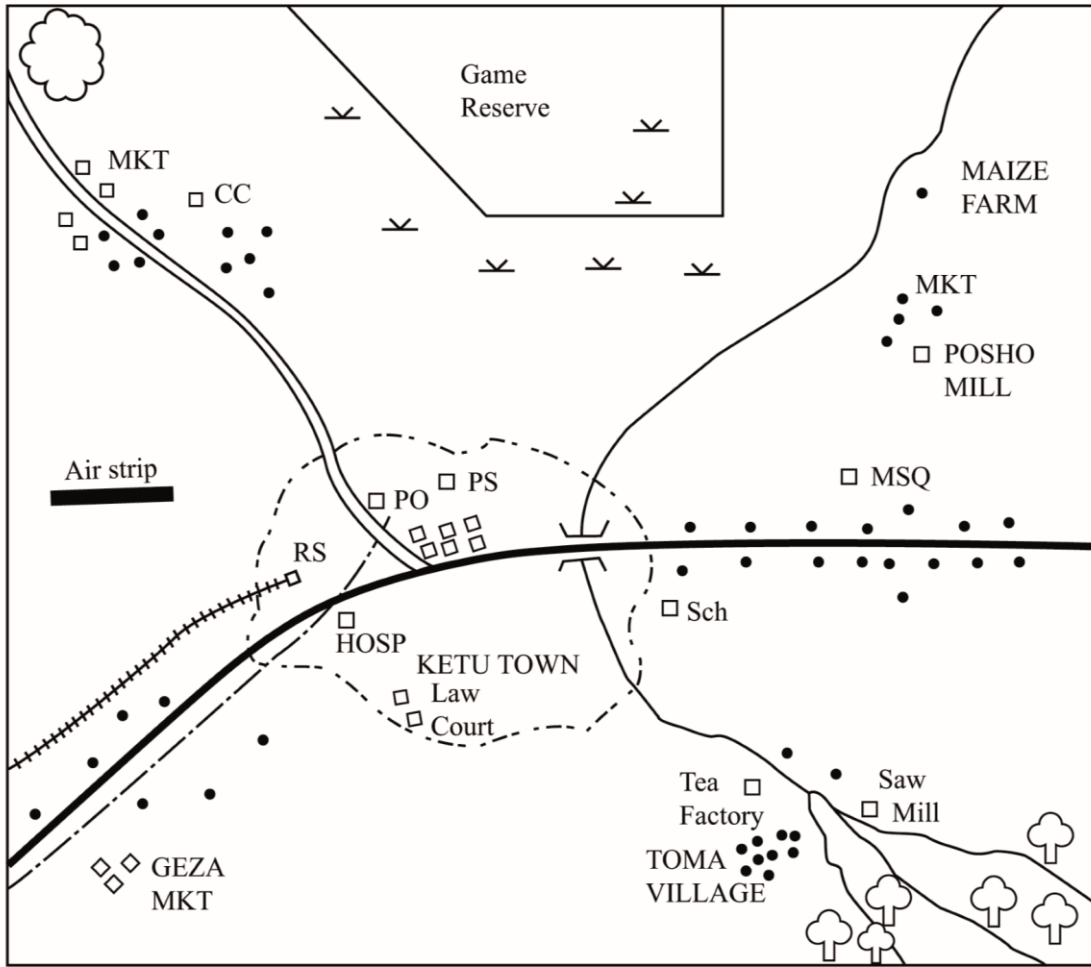 Game
Reserve
MKT
CC
MAIZE
FARM
MKT
POSHO
MILL
Air strip
PS
PO
MSQ
RS
Sch
HOSP
KETU TOWN
Law
Court
Tea
Factory
Saw
Mill
TOMA
VILLAGE
GEZA
MKT